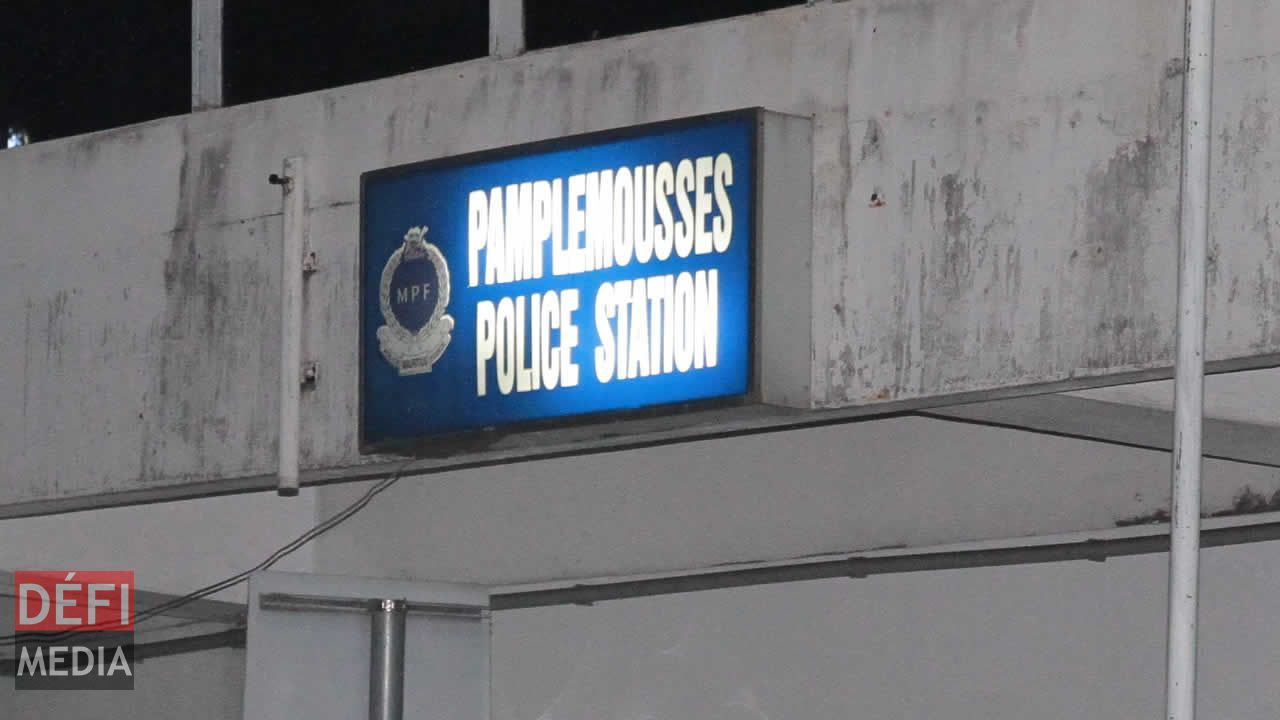 PAMPLEMOUSSES
POLICE STATION
MPF
DÉFI
MEDIA